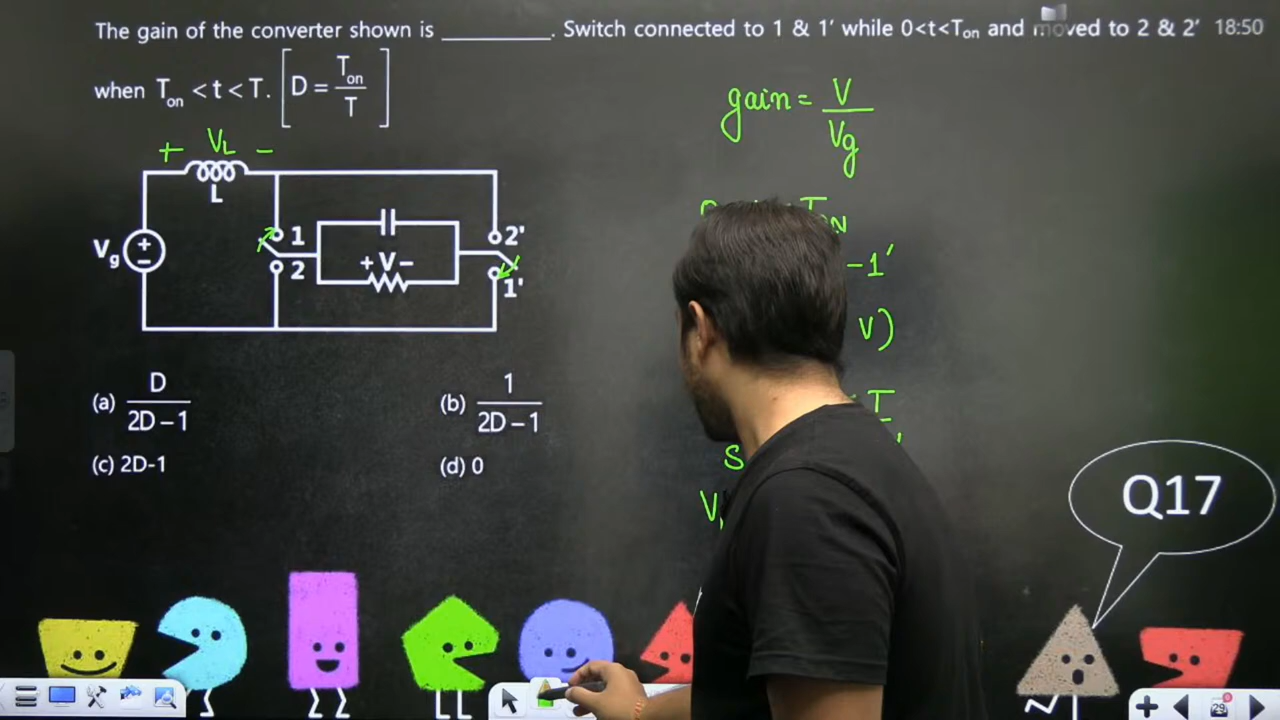 The gain of the converter shown is ________. Switch connected to 1 & 1' while 0<t<Ton and moved to 2 & 2' 18:50
when Ton < t < T. [D = Ton/T]
gain = V/Vg
+ VL -
L
1
2'
Vg
+
-
2
+ V -
1'
-1'
V)
T
S
V
(a) D/(2D-1)
(b) 1/(2D-1)
(c) 2D-1
(d) 0
Q17